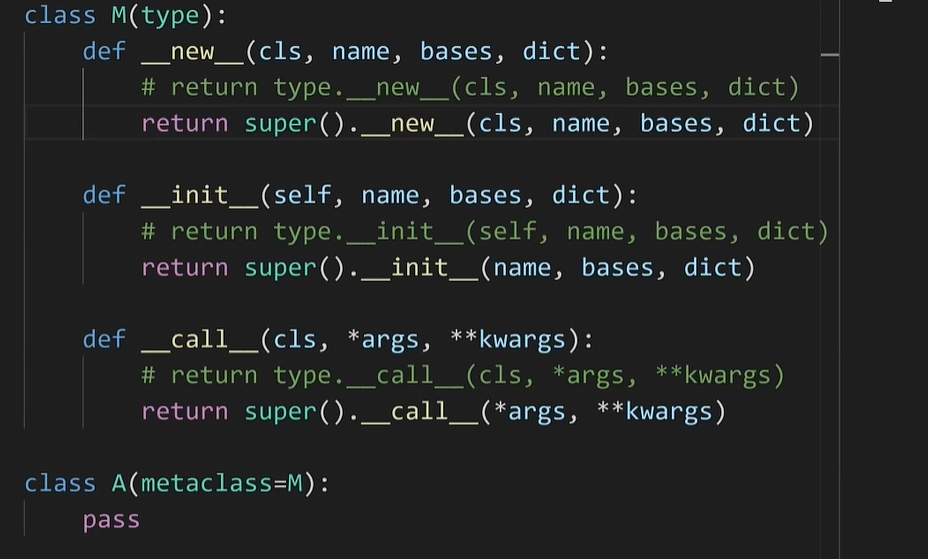 class M(type):
    def __new__(cls, name, bases, dict):
        # return type.__new__(cls, name, bases, dict)
        return super().__new__(cls, name, bases, dict)
    def __init__(self, name, bases, dict):
        # return type.__init__(self, name, bases, dict)
        return super().__init__(name, bases, dict)
    def __call__(cls, *args, **kwargs):
        # return type.__call__(cls, *args, **kwargs)
        return super().__call__(*args, **kwargs)
class A(metaclass=M):
    pass